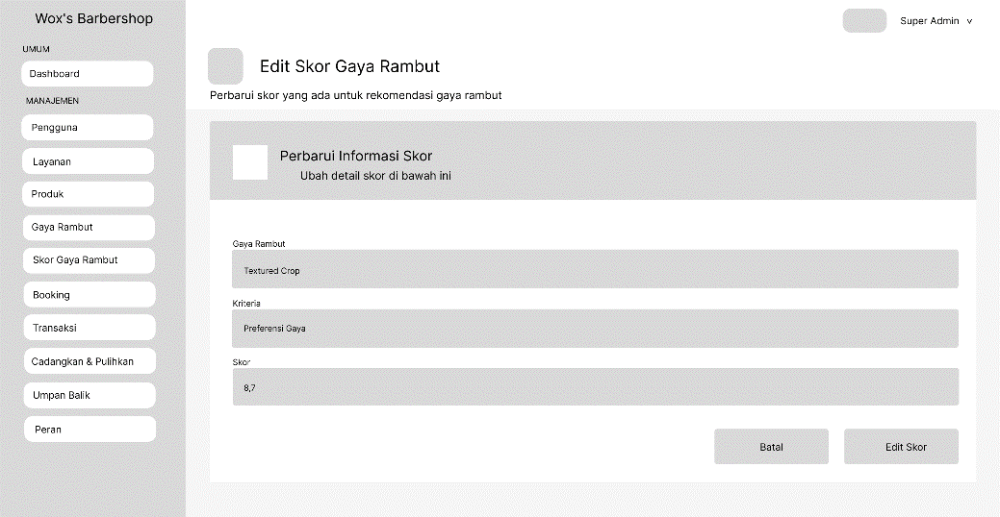 Wox's Barbershop
UMUM
Dashboard
MANAJEMEN
Pengguna
Layanan
Produk
Gaya Rambut
Skor Gaya Rambut
Booking
Transaksi
Cadangkan & Pulihkan
Umpan Balik
Peran
Super Admin v
Edit Skor Gaya Rambut
Perbarui skor yang ada untuk rekomendasi gaya rambut
Perbarui Informasi Skor
Ubah detail skor di bawah ini
Gaya Rambut
Textured Crop
Kriteria
Preferensi Gaya
Skor
8,7
Batal
Edit Skor